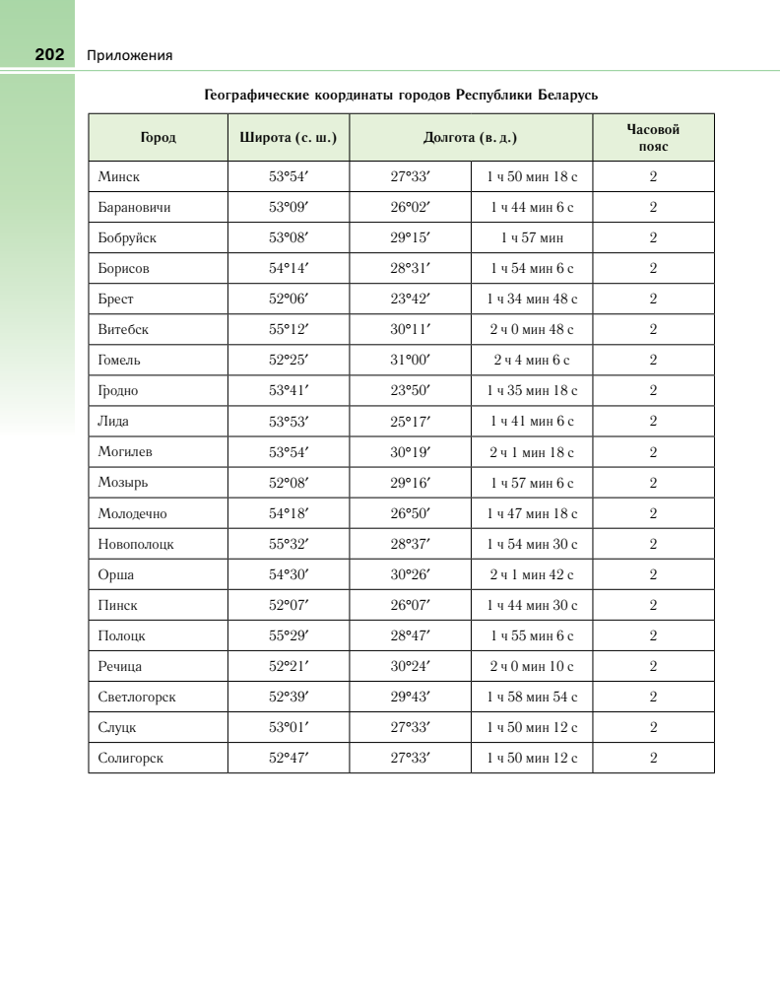 202 Приложения
Географические координаты городов Республики Беларусь
Город Широта (с. ш.) Долгота (в. д.) Часовой
пояс
Минск 53°54′ 27°33′ 1 ч 50 мин 18 с 2
Барановичи 53°09′ 26°02′ 1 ч 44 мин 6 с 2
Бобруйск 53°08′ 29°15′ 1 ч 57 мин 2
Борисов 54°14′ 28°31′ 1 ч 54 мин 6 с 2
Брест 52°06′ 23°42′ 1 ч 34 мин 48 с 2
Витебск 55°12′ 30°11′ 2 ч 0 мин 48 с 2
Гомель 52°25′ 31°00′ 2 ч 4 мин 6 с 2
Гродно 53°41′ 23°50′ 1 ч 35 мин 18 с 2
Лида 53°53′ 25°17′ 1 ч 41 мин 6 с 2
Могилев 53°54′ 30°19′ 2 ч 1 мин 18 с 2
Мозырь 52°08′ 29°16′ 1 ч 57 мин 6 с 2
Молодечно 54°18′ 26°50′ 1 ч 47 мин 18 с 2
Новополоцк 55°32′ 28°37′ 1 ч 54 мин 30 с 2
Орша 54°30′ 30°26′ 2 ч 1 мин 42 с 2
Пинск 52°07′ 26°07′ 1 ч 44 мин 30 с 2
Полоцк 55°29′ 28°47′ 1 ч 55 мин 6 с 2
Речица 52°21′ 30°24′ 2 ч 0 мин 10 с 2
Светлогорск 52°39′ 29°43′ 1 ч 58 мин 54 с 2
Слуцк 53°01′ 27°33′ 1 ч 50 мин 12 с 2
Солигорск 52°47′ 27°33′ 1 ч 50 мин 12 с 2